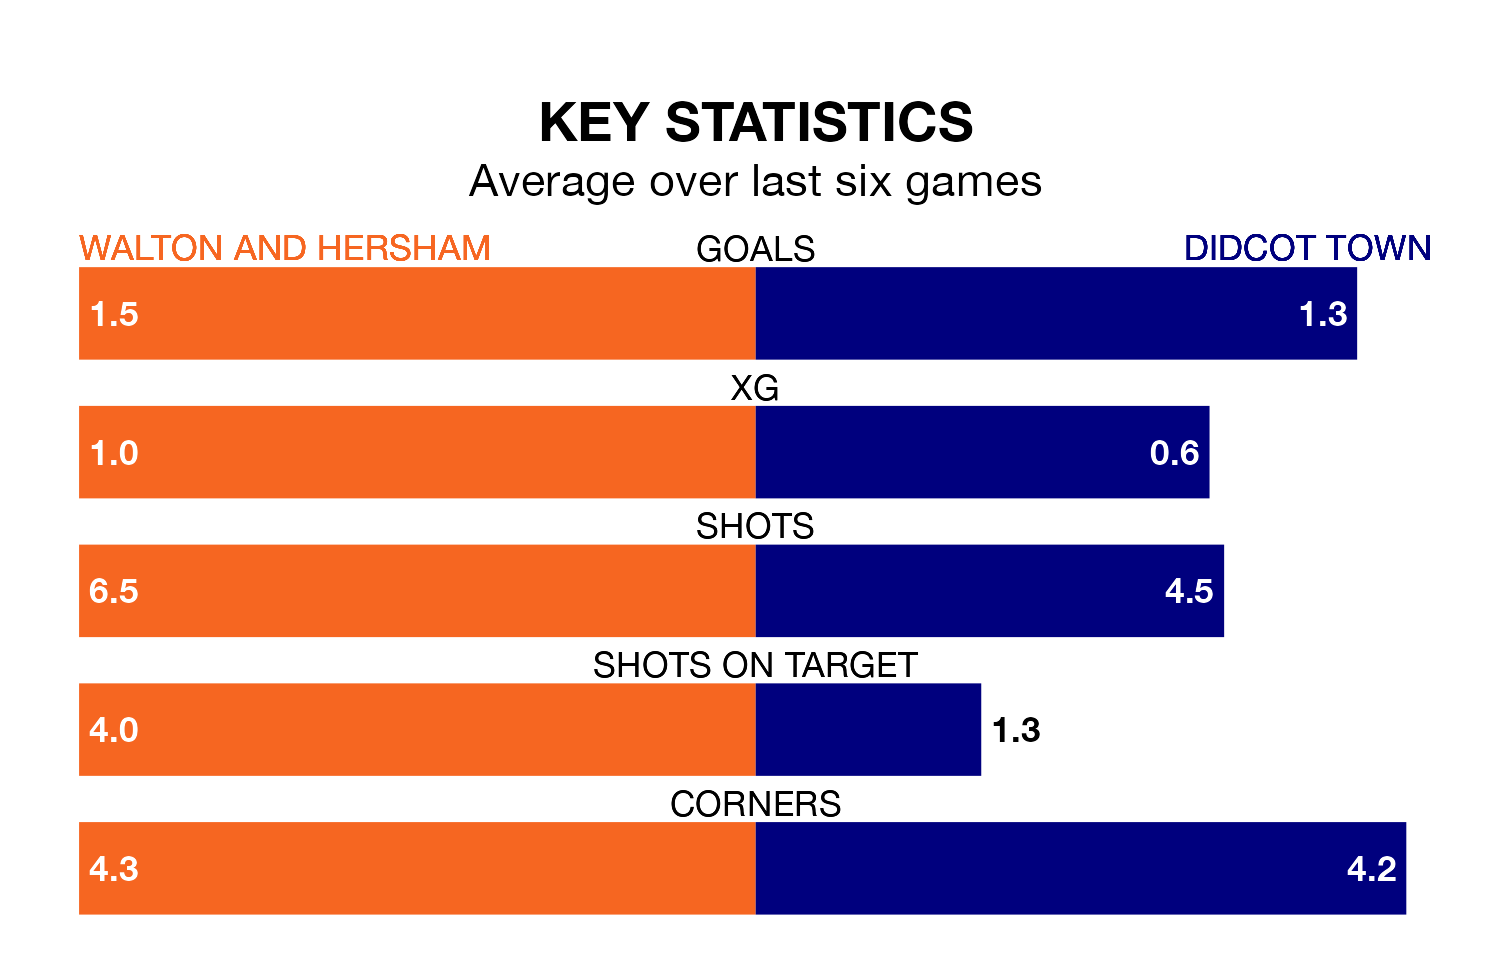 KEY STATISTICS
Average over last six games
WALTON AND HERSHAM GOALS DIDCOT TOWN
1.5 1.3
XG
1.0 0.6
SHOTS
6.5 4.5
SHOTS ON TARGET
4.0 1.3
CORNERS
4.3 4.2